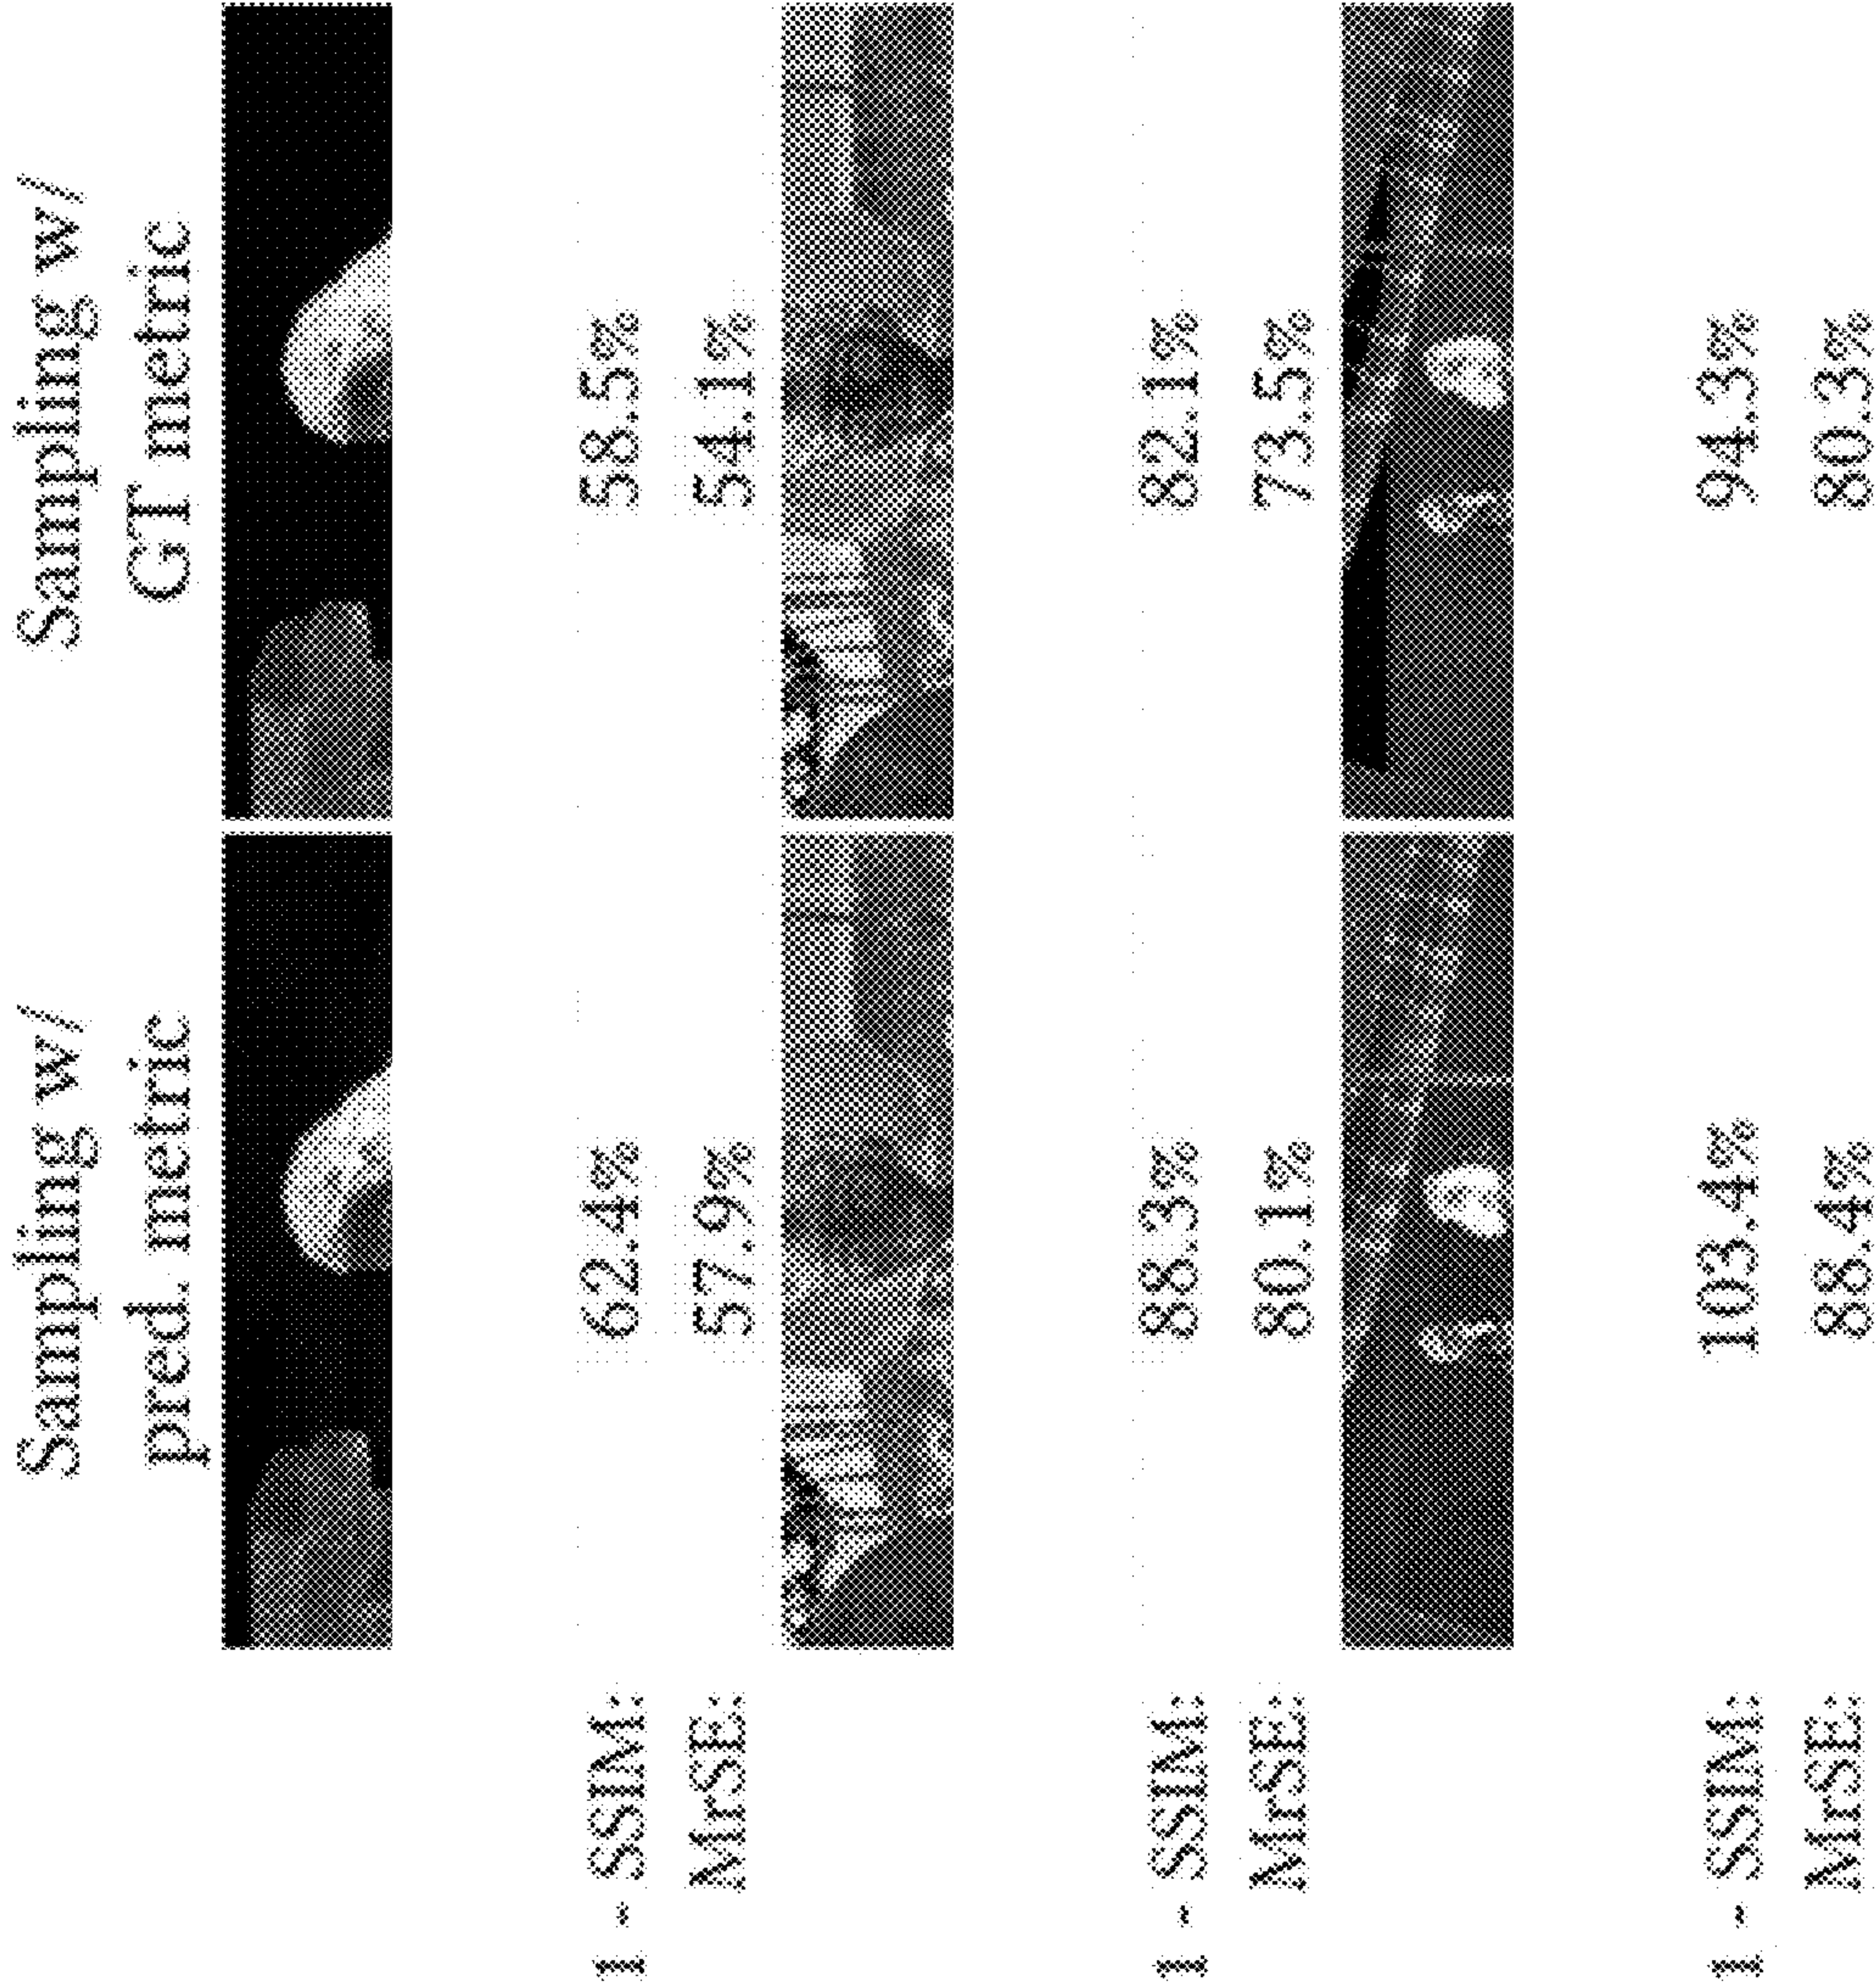 Sampling w/
pred. metric
Sampling w/
GT metric
1 - SSIM: 62.4% 58.5%
MrSE: 57.9% 54.1%
1 - SSIM: 88.3% 82.1%
MrSE: 80.1% 73.5%
1 - SSIM: 103.4% 94.3%
MrSE: 88.4% 80.3%